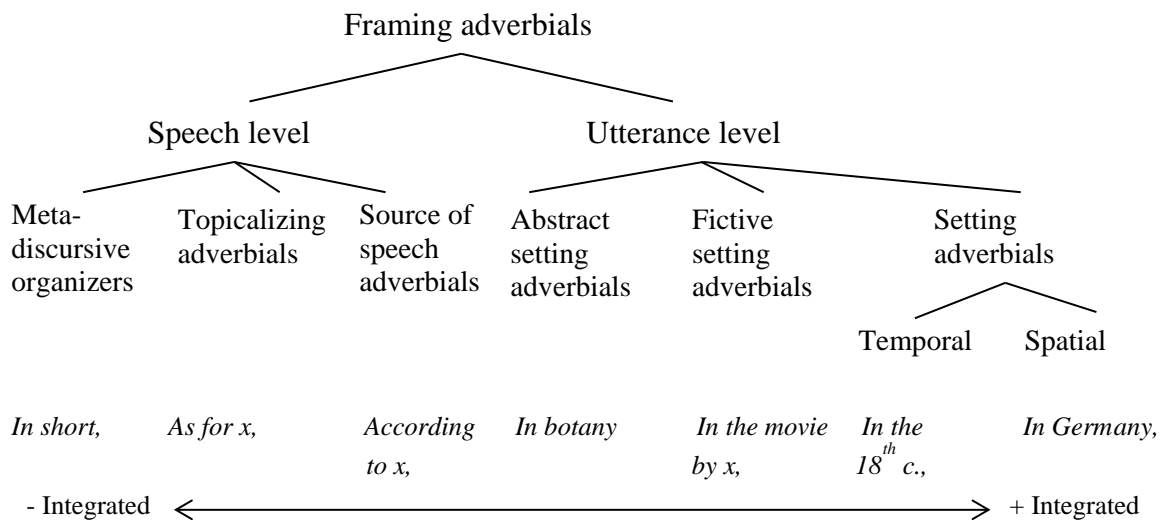 Framing adverbials
Speech level Utterance level
Meta-
discursive
organizers
Topicalizing
adverbials
Source of
speech
adverbials
Abstract
setting
adverbials
Fictive
setting
adverbials
Setting
adverbials
Temporal Spatial
In short,
As for x,
According
to x,
In botany
In the movie
by x,
In the
18th c.,
In Germany,
- Integrated + Integrated